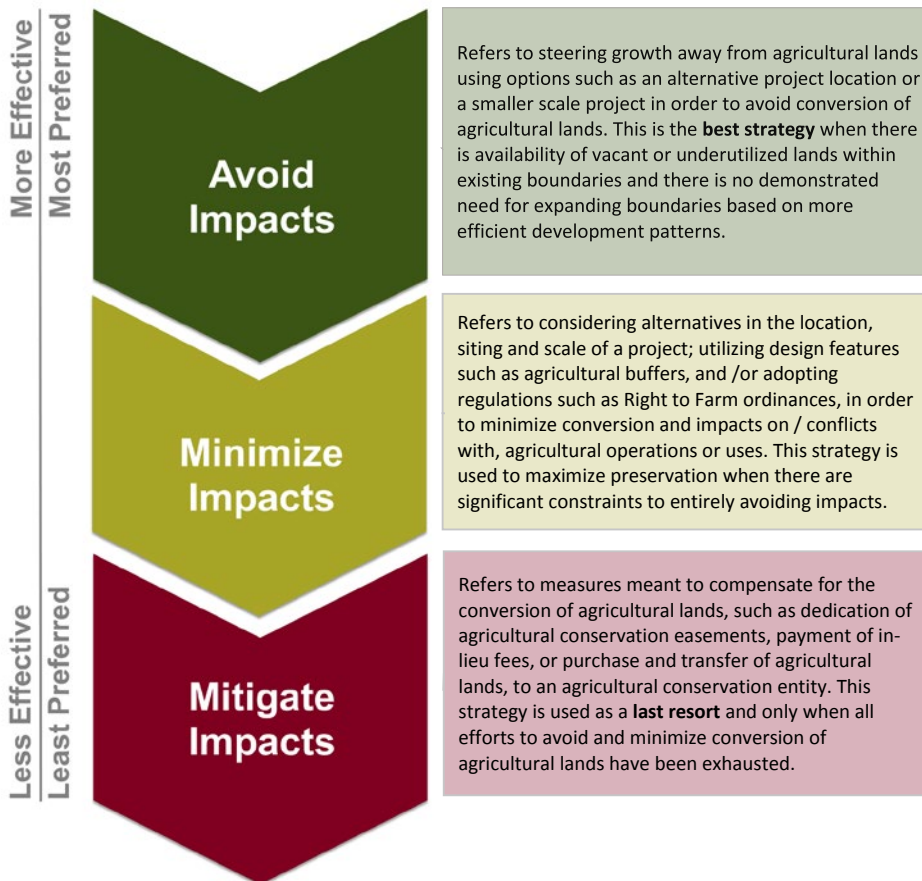 More Effective
Most Preferred
Avoid
Impacts
Refers to steering growth away from agricultural lands
using options such as an alternative project location or
a smaller scale project in order to avoid conversion of
agricultural lands. This is the best strategy when there
is availability of vacant or underutilized lands within
existing boundaries and there is no demonstrated
need for expanding boundaries based on more
efficient development patterns.
Minimize
Impacts
Refers to considering alternatives in the location,
siting and scale of a project; utilizing design features
such as agricultural buffers, and /or adopting
regulations such as Right to Farm ordinances, in order
to minimize conversion and impacts on / conflicts
with, agricultural operations or uses. This strategy is
used to maximize preservation when there are
significant constraints to entirely avoiding impacts.
Less Effective
Least Preferred
Mitigate
Impacts
Refers to measures meant to compensate for the
conversion of agricultural lands, such as dedication of
agricultural conservation easements, payment of in-
lieu fees, or purchase and transfer of agricultural
lands, to an agricultural conservation entity. This
strategy is used as a last resort and only when all
efforts to avoid and minimize conversion of
agricultural lands have been exhausted.